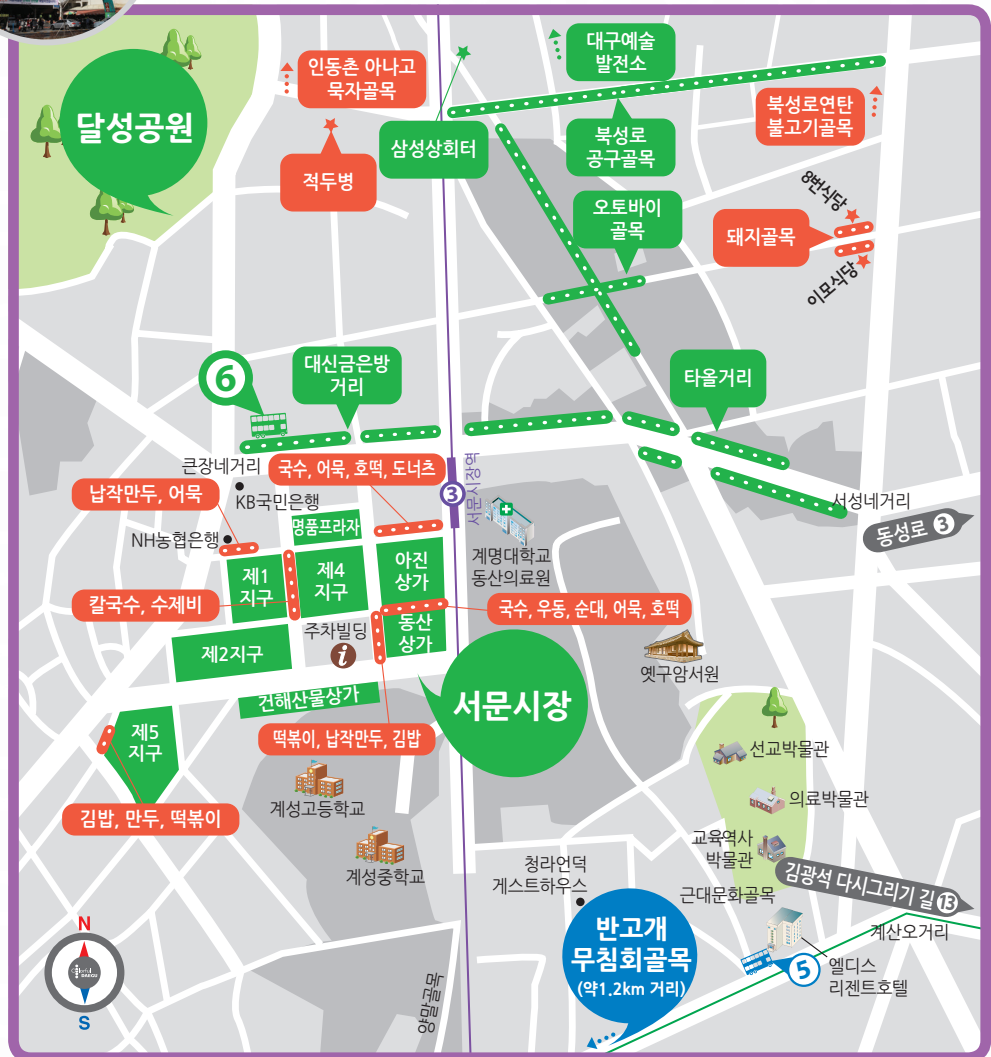 대구예술
발전소
인동촌 아나고
묵자골목
달성공원
북성로연탄
불고기골목
삼성상회터
북성로
공구골목
적두병
8번식당
오토바이
골목
돼지골목
이모식당
6
대신금은방
거리
타올거리
큰장네거리
국수, 어묵, 호떡, 도너츠
납작만두, 어묵
KB국민은행
3
서문시장역
서성네거리
명품프라자
NH농협은행
동성로 3
계명대학교
동산의료원
아진
상가
제1
지구
제4
지구
칼국수, 수제비
국수, 우동, 순대, 어묵, 호떡
주차빌딩
i
동산
상가
제2지구
옛구암서원
건해산물상가
서문시장
제5
지구
떡볶이, 납작만두, 김밥
선교박물관
계성고등학교
의료박물관
김밥, 만두, 떡볶이
교육역사
박물관
계성중학교
청라언덕
게스트하우스
김광석 다시그리기 길 13
근대문화골목
반고개
무침회골목
(약1.2km 거리)
계산오거리
5
엘디스
리젠트호텔
양말골목
N
Colorful
DAEGU
S